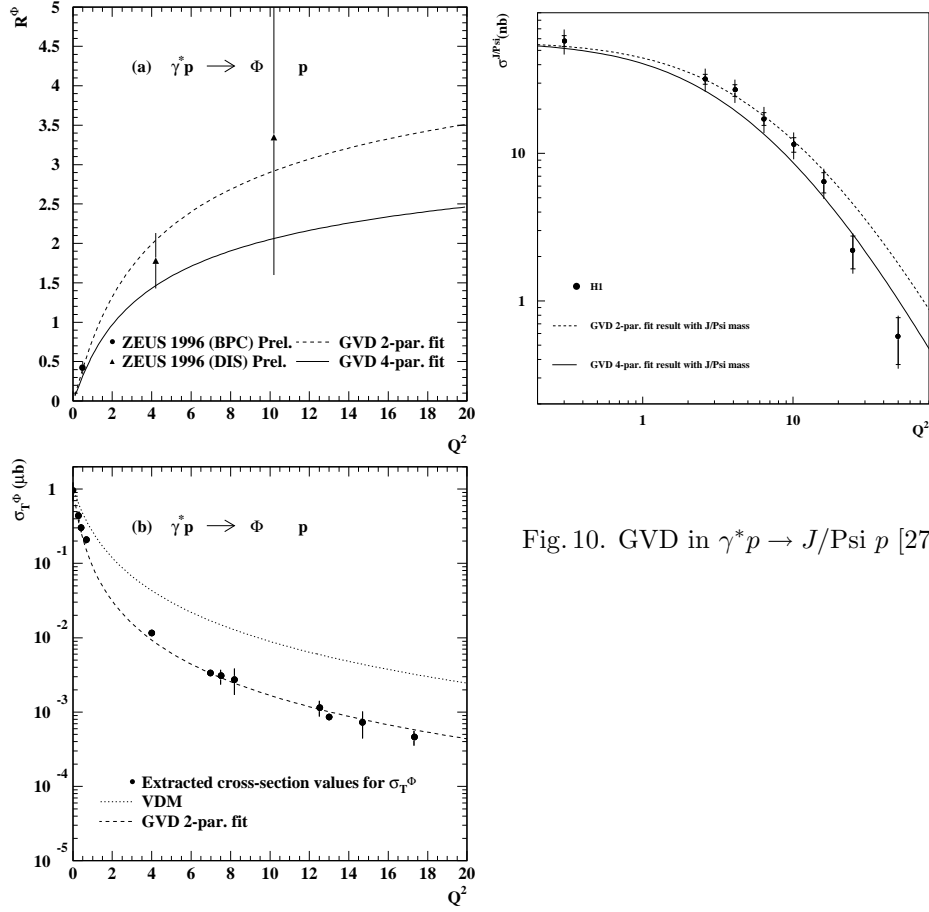 R^Φ
5
4.5
4
3.5
3
2.5
2
1.5
1
0.5
0
(a) γ*p → Φ p
ZEUS 1996 (BPC) Prel. GVD 2-par. fit
ZEUS 1996 (DIS) Prel. GVD 4-par. fit
0 2 4 6 8 10 12 14 16 18 20
Q^2
σ^J/Psi(nb)
10
1
H1
GVD 2-par. fit result with J/Psi mass
GVD 4-par. fit result with J/Psi mass
1 10
Q^2
σ_T^Φ (μb)
1
10^-1
10^-2
10^-3
10^-4
10^-5
(b) γ*p → Φ p
Extracted cross-section values for σ_T^Φ
VDM
GVD 2-par. fit
0 2 4 6 8 10 12 14 16 18 20
Q^2
Fig. 10. GVD in γ*p → J/Psi p [27